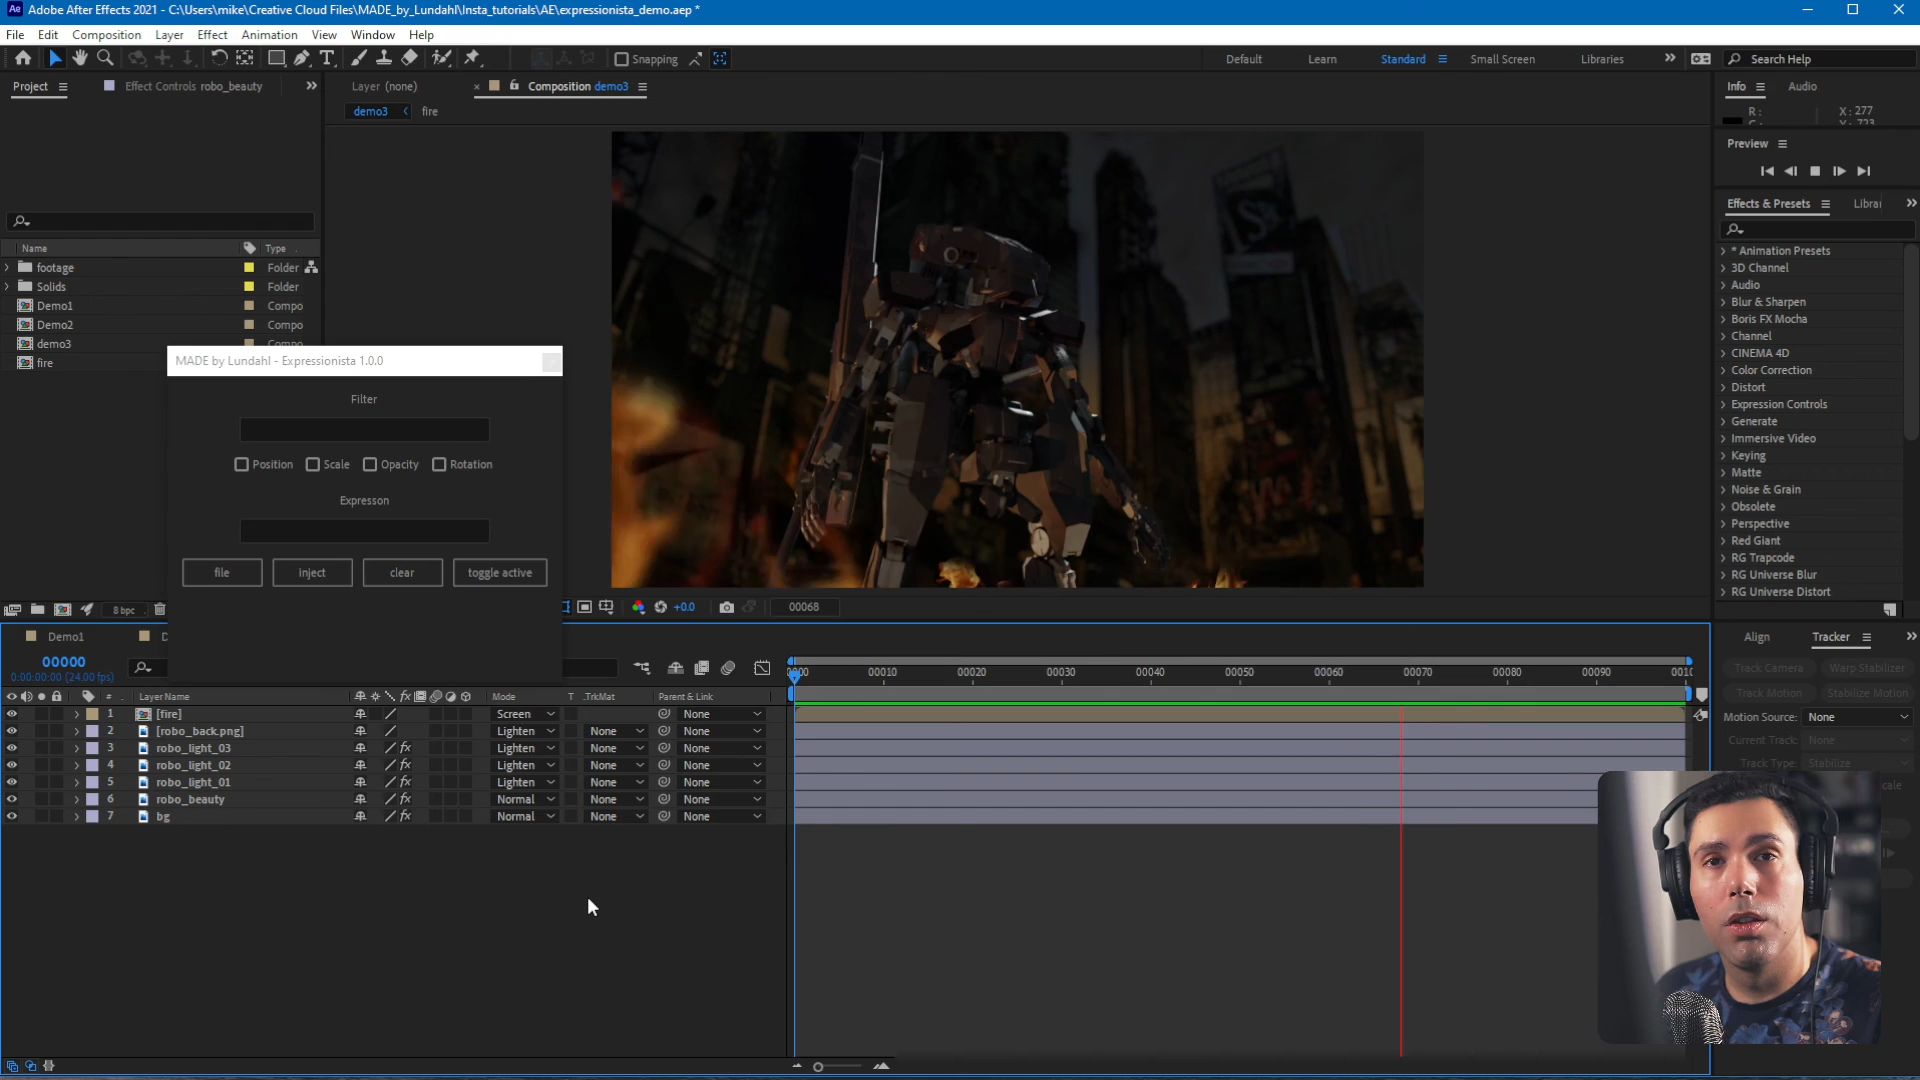 Adobe After Effects 2021 - C:\Users\mike\Creative Cloud Files\MADE_by_Lundahl\Insta_tutorials\AE\expressionista_demo.aep *
File Edit Composition Layer Effect Animation View Window Help
Snapping
Default Learn Standard Small Screen Libraries Search Help
Project Effect Controls robo_beauty
Layer (none) Composition demo3
Info Audio
demo3 fire
R: X: 277
Preview
Effects & Presets
Name Type
* Animation Presets
footage Folder
3D Channel
Solids Folder
Audio
Demo1 Compo
Blur & Sharpen
Demo2 Compo
Boris FX Mocha
demo3 Compo
Channel
fire
CINEMA 4D
Color Correction
Distort
Expression Controls
Generate
Immersive Video
Keying
Matte
Noise & Grain
Obsolete
Perspective
Red Giant
RG Trapcode
RG Universe Blur
RG Universe Distort
MADE by Lundahl - Expressionista 1.0.0
Filter
Position Scale Opacity Rotation
Expresson
file inject clear toggle active
8 bpc +0.0 00068
Demo1
Align Tracker
00000
0:00:00:00 (24.00 fps)
00010 00020 00030 00040 00050 00060 00070 00080 00090
Track Camera Warp Stabilizer
Track Motion Stabilize Motion
Motion Source: None
Current Track: None
Track Type: Stabilize
# Layer Name fx Mode T .TrkMat Parent & Link
1 [fire] Screen None
2 [robo_back.png] Lighten None None
3 robo_light_03 fx Lighten None None
4 robo_light_02 fx Lighten None None
5 robo_light_01 fx Lighten None None
6 robo_beauty fx Normal None None
7 bg fx Normal None None